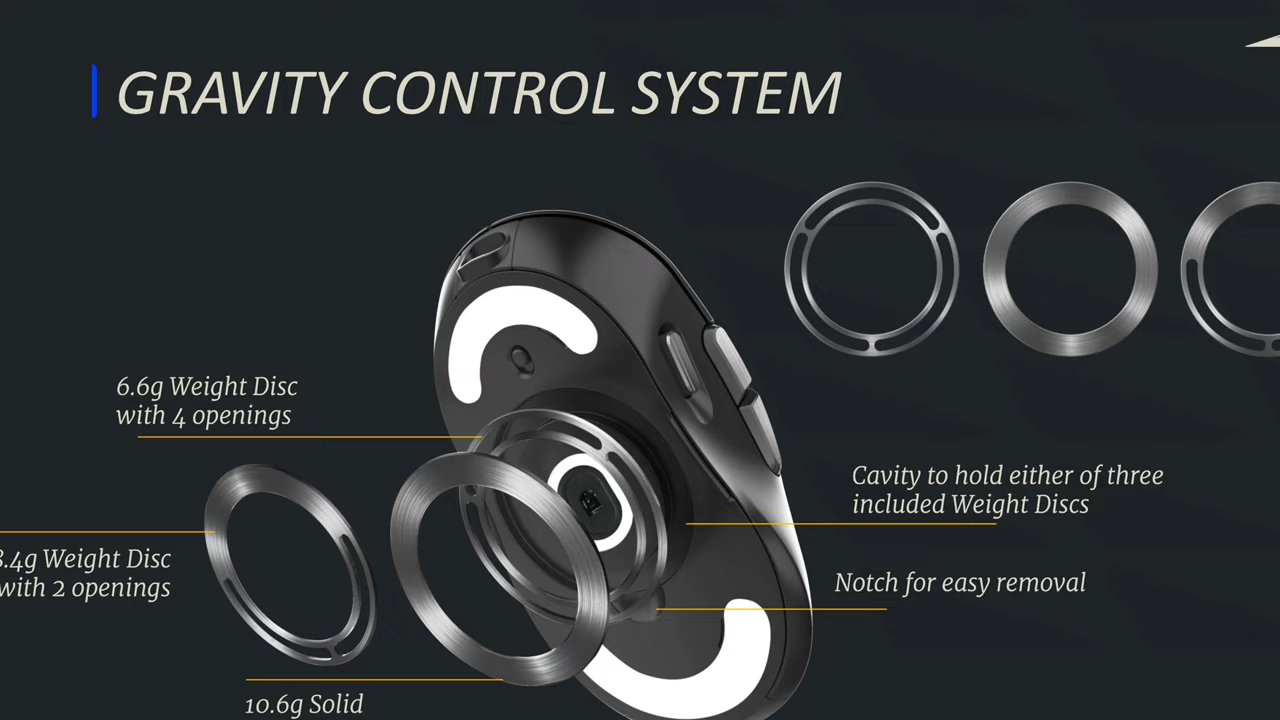 GRAVITY CONTROL SYSTEM
6.6g Weight Disc
with 4 openings
Cavity to hold either of three
included Weight Discs
8.4g Weight Disc
with 2 openings
Notch for easy removal
10.6g Solid